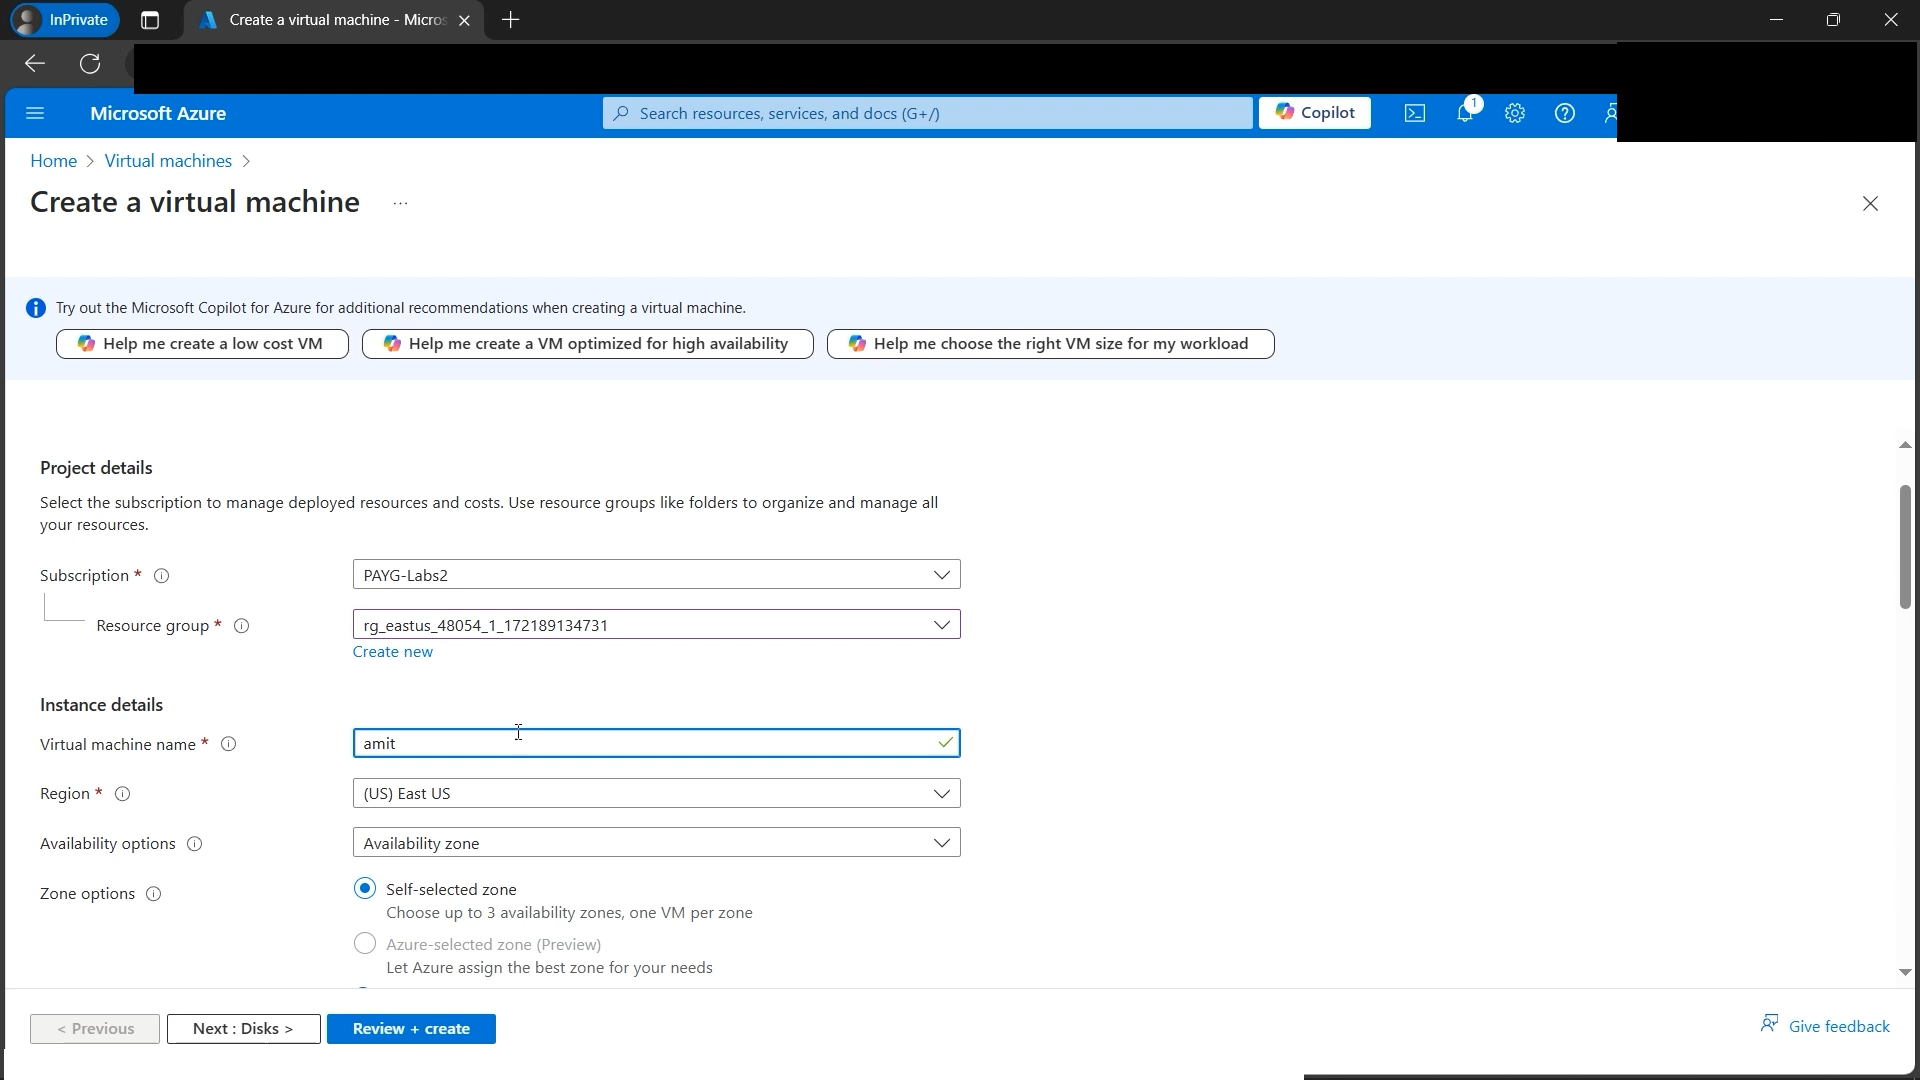 InPrivate
Create a virtual machine - Micros
Microsoft Azure
Search resources, services, and docs (G+/)
Copilot
1
Home > Virtual machines >
Create a virtual machine ...
Try out the Microsoft Copilot for Azure for additional recommendations when creating a virtual machine.
Help me create a low cost VM
Help me create a VM optimized for high availability
Help me choose the right VM size for my workload
Project details
Select the subscription to manage deployed resources and costs. Use resource groups like folders to organize and manage all
your resources.
Subscription *
PAYG-Labs2
Resource group *
rg_eastus_48054_1_172189134731
Create new
Instance details
Virtual machine name *
amit
Region *
(US) East US
Availability options
Availability zone
Zone options
Self-selected zone
Choose up to 3 availability zones, one VM per zone
Azure-selected zone (Preview)
Let Azure assign the best zone for your needs
< Previous
Next : Disks >
Review + create
Give feedback